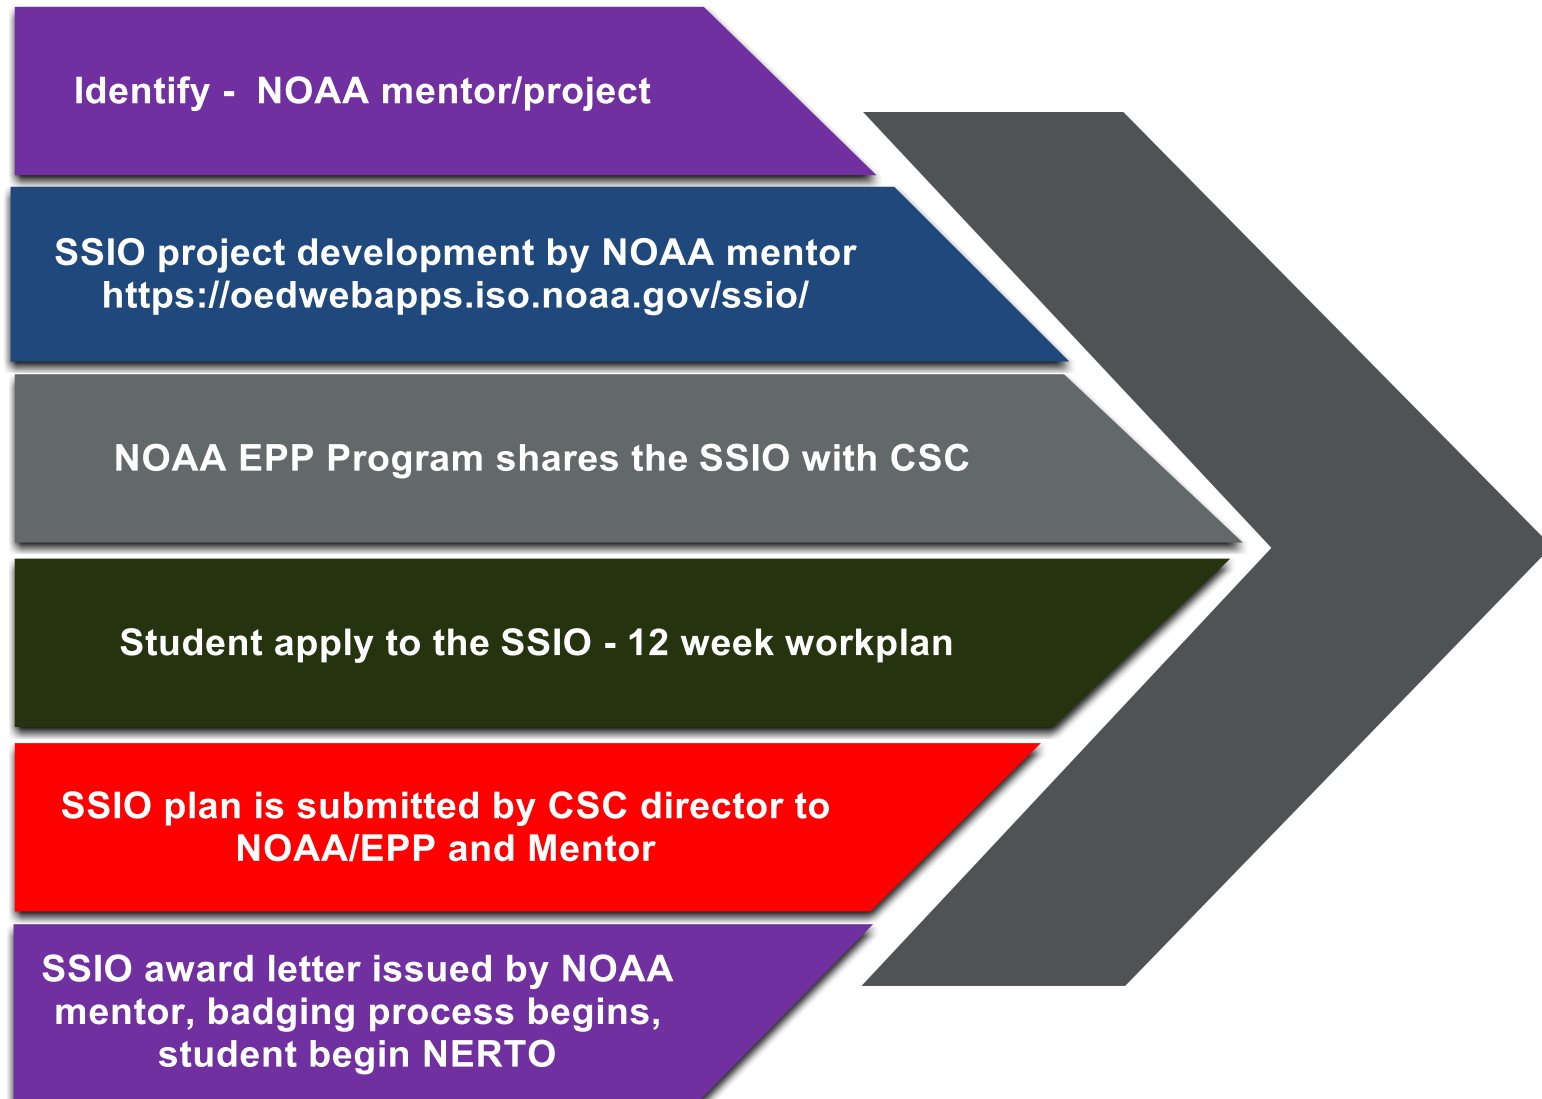 Identify -  NOAA mentor/project
SSIO project development by NOAA mentor
https://oedwebapps.iso.noaa.gov/ssio/
NOAA EPP Program shares the SSIO with CSC
Student apply to the SSIO - 12 week workplan
SSIO plan is submitted by CSC director to
NOAA/EPP and Mentor
SSIO award letter issued by NOAA
mentor, badging process begins,
student begin NERTO